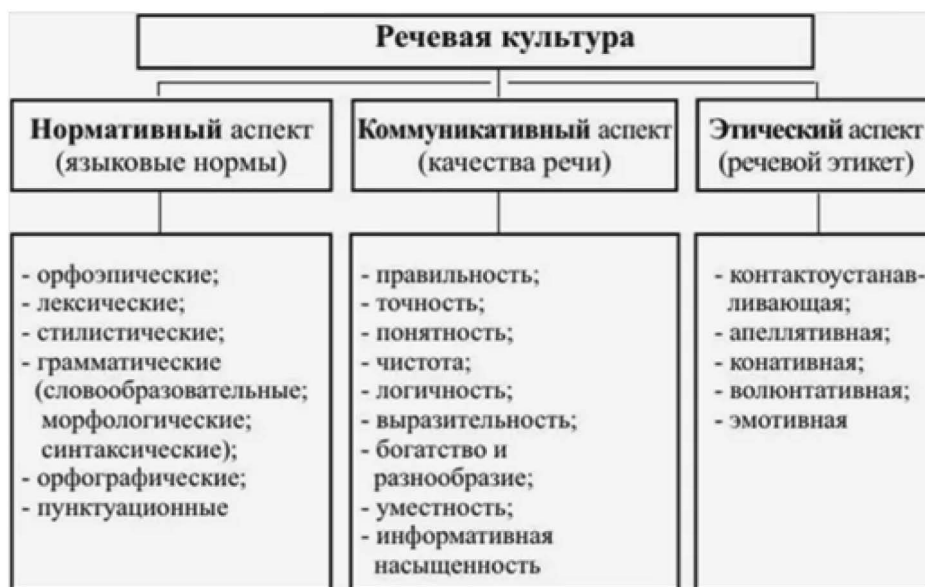 Речевая культура
Нормативный аспект
(языковые нормы)
Коммуникативный аспект
(качества речи)
Этический аспект
(речевой этикет)
- орфоэпические;
- лексические;
- стилистические;
- грамматические
(словообразовательные;
морфологические;
синтаксические);
- орфографические;
- пунктуационные
- правильность;
- точность;
- понятность;
- чистота;
- логичность;
- выразительность;
- богатство и
разнообразие;
- уместность;
- информативная
насыщенность
- контактоустанав-
ливающая;
- апеллятивная;
- конативная;
- волюнтативная;
- эмотивная